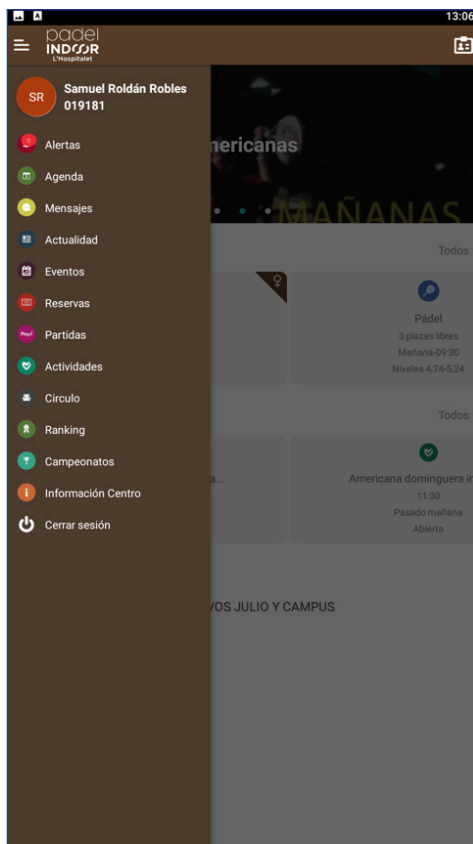 A
13:06
padel
INDOOR
L'Hospitalet
SR
Samuel Roldán Robles
019181
Alertas
Agenda
Mensajes
Actualidad
Eventos
Reservas
Partidas
Actividades
Circulo
Ranking
Campeonatos
Información Centro
Cerrar sesión
mericanas
MAÑANAS
Todos
Pádel
3 plazas libres
Mañana-09:30
Niveles 4,24-5,24
Todos
a...
Americana dominguera in
11:30
Pasado mañana
Abierta
VOS JULIO Y CAMPUS